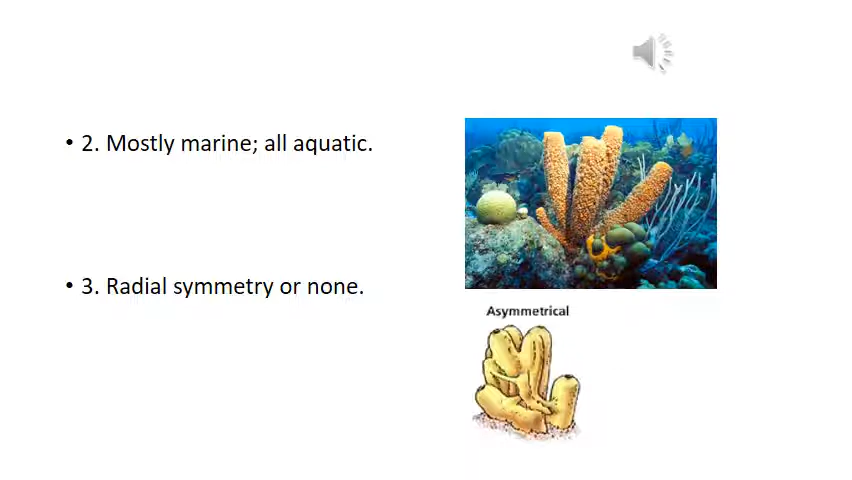 • 2. Mostly marine; all aquatic.
• 3. Radial symmetry or none.
Asymmetrical